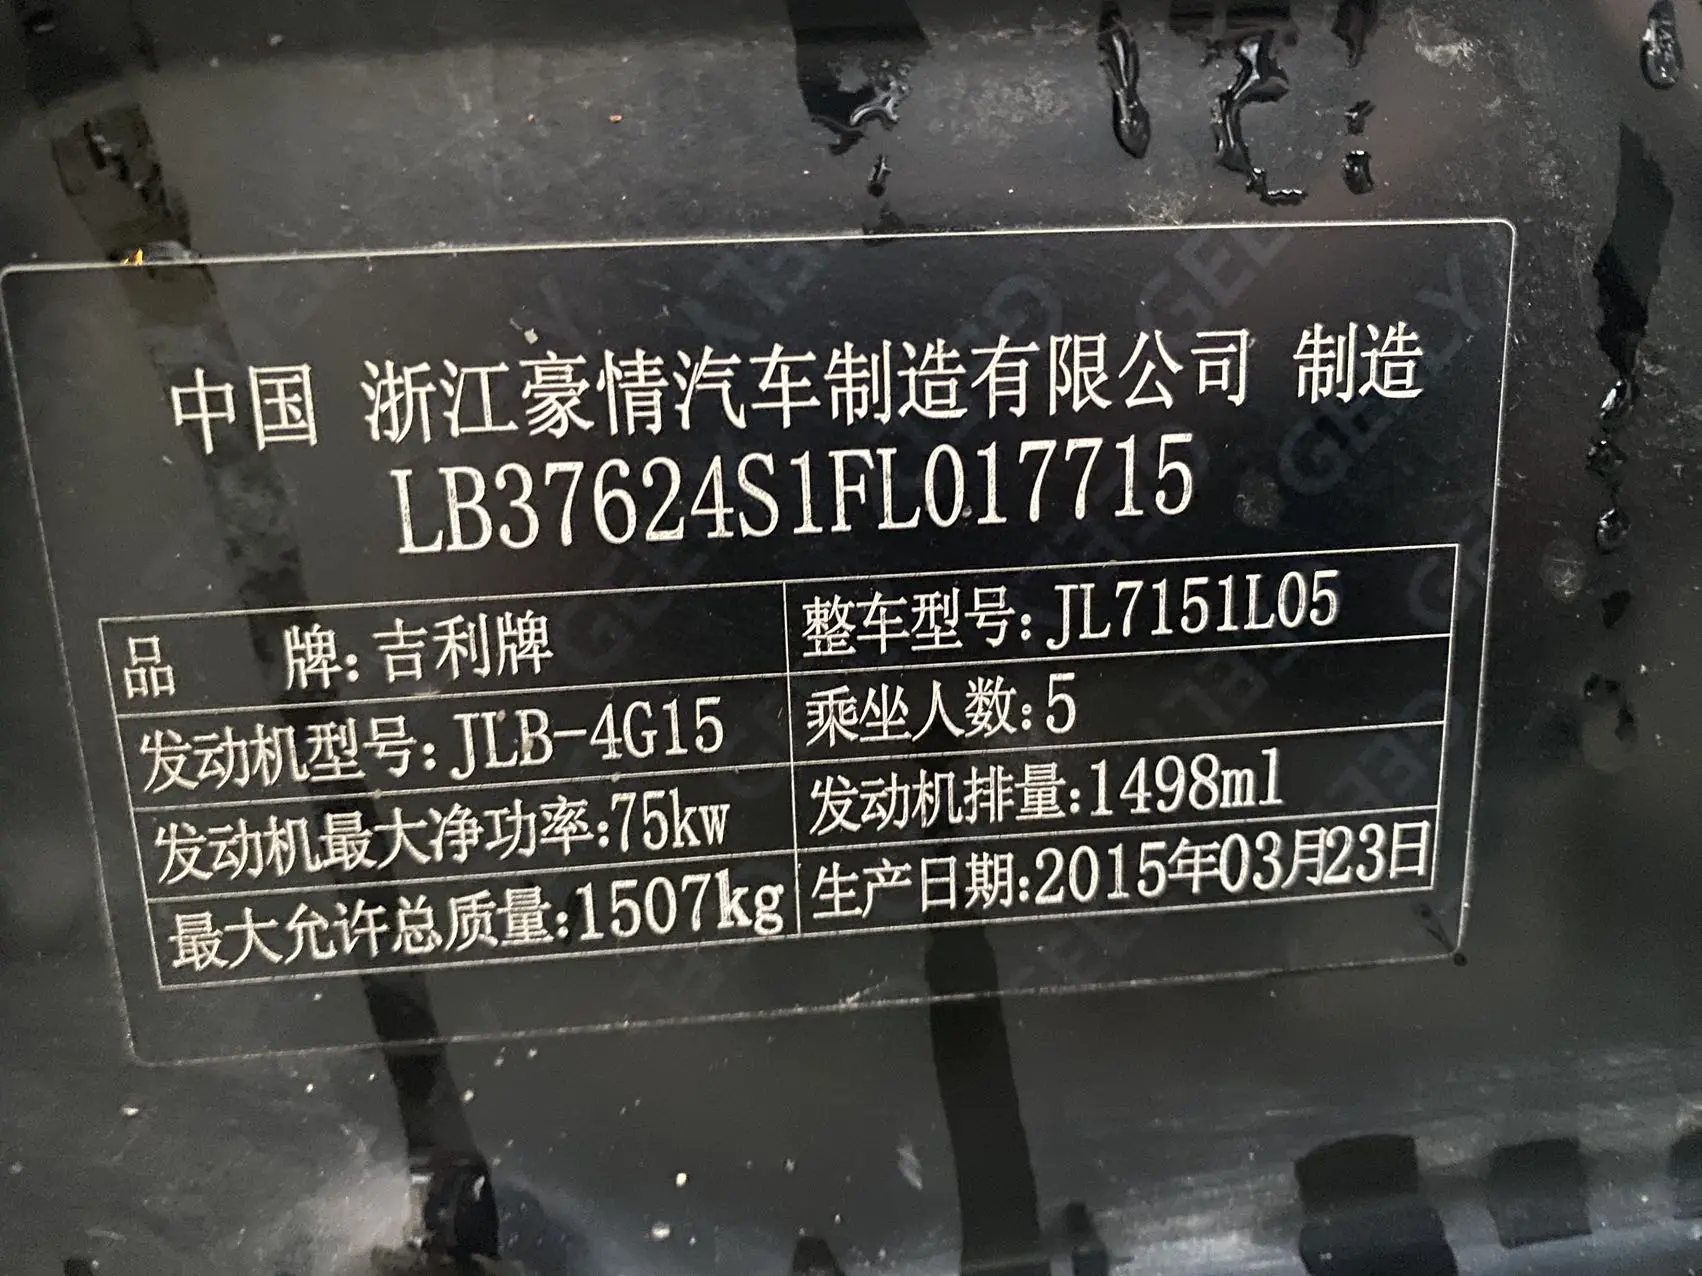 中国 浙江豪情汽车制造有限公司 制造
LB37624S1FL017715
品 牌:吉利牌 整车型号:JL7151L05
发动机型号:JLB-4G15 乘坐人数:5
发动机最大净功率:75kw 发动机排量:1498ml
最大允许总质量:1507kg 生产日期:2015年03月23日